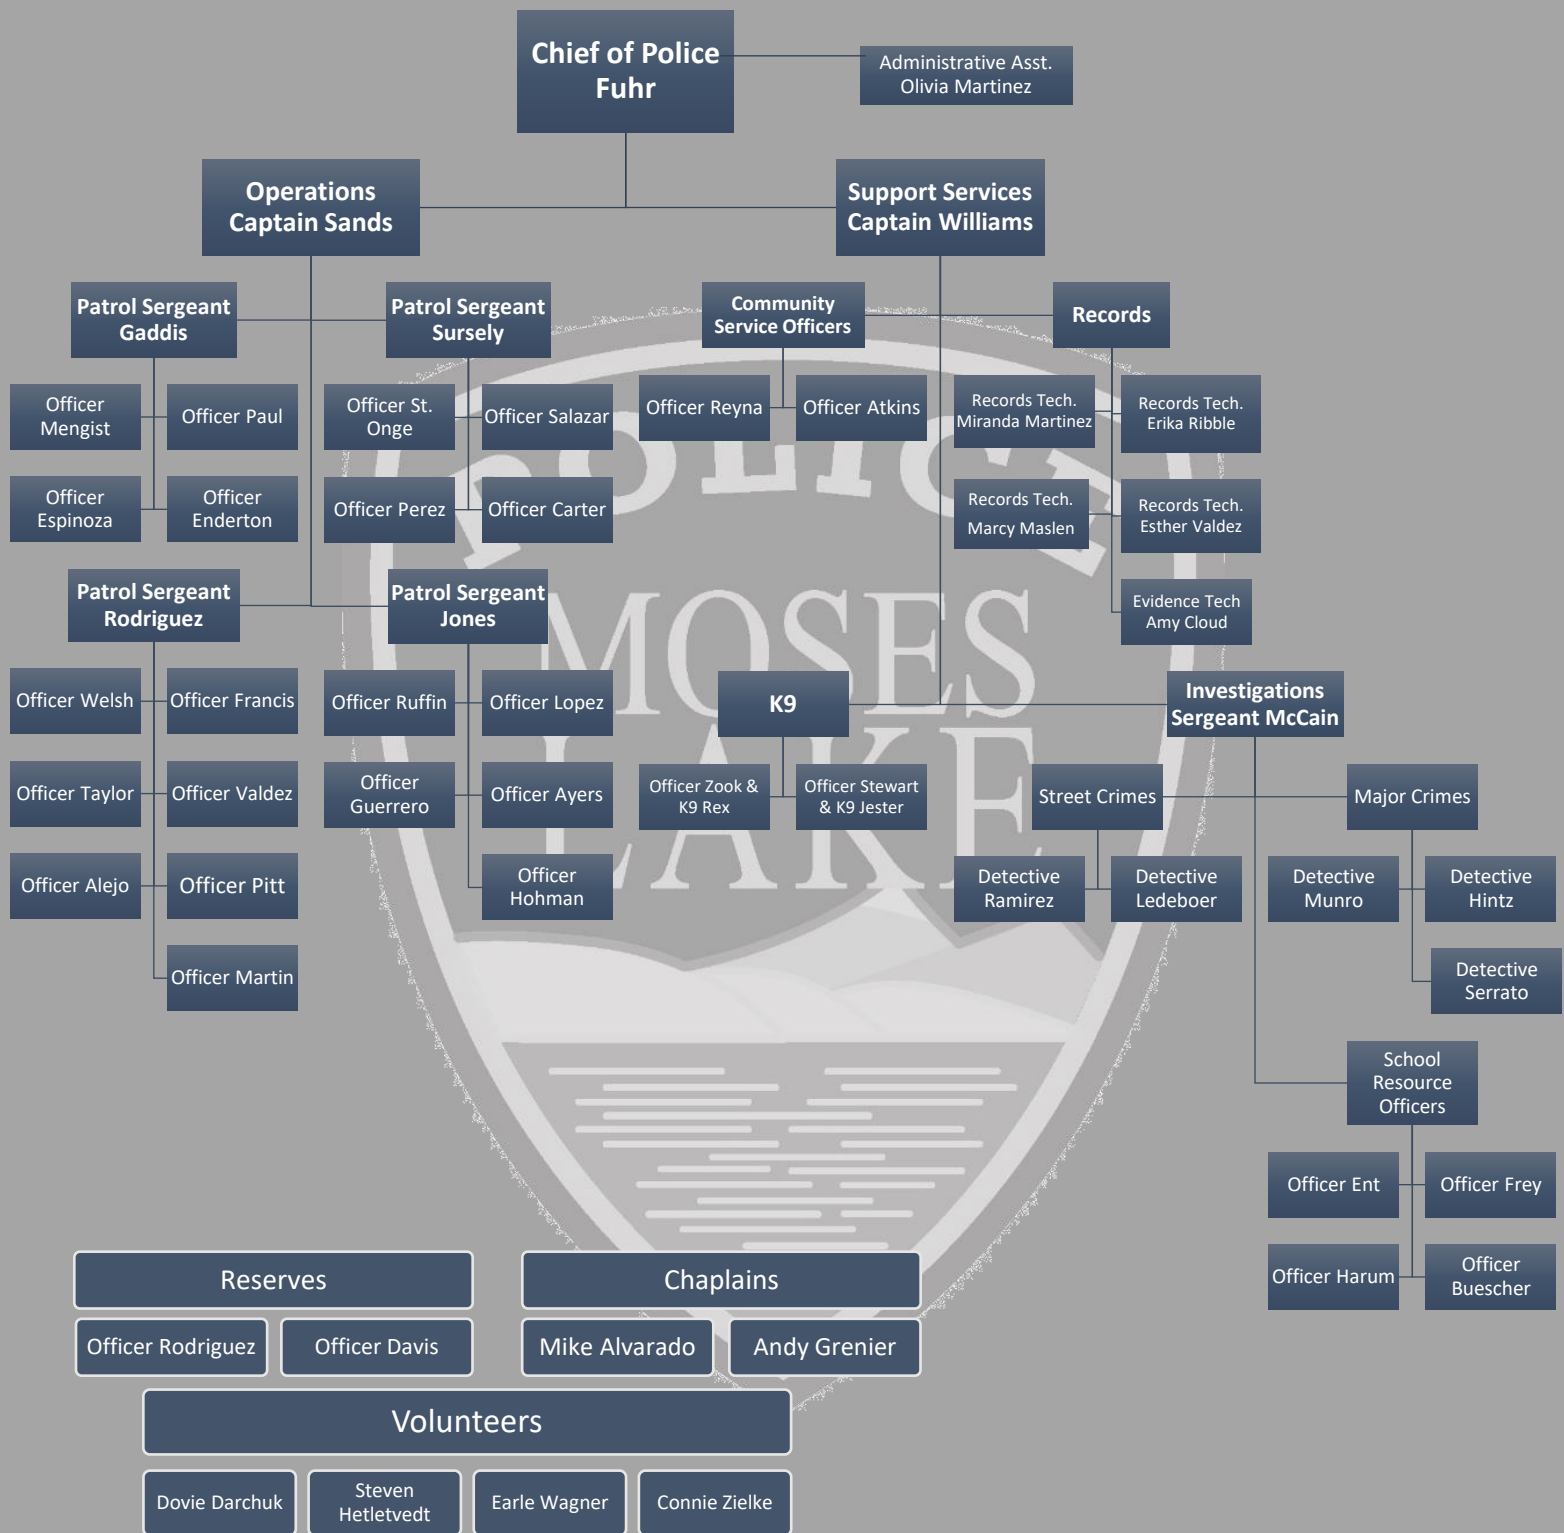 Chief of Police
Fuhr
Administrative Asst.
Olivia Martinez
Operations
Captain Sands
Support Services
Captain Williams
Patrol Sergeant
Gaddis
Patrol Sergeant
Sursely
Community
Service Officers
Records
Officer
Mengist
Officer Paul
Officer St.
Onge
Officer Salazar
Officer Reyna
Officer Atkins
Records Tech.
Miranda Martinez
Records Tech.
Erika Ribble
Officer
Espinoza
Officer
Enderton
Officer Perez
Officer Carter
Records Tech.
Marcy Maslen
Records Tech.
Esther Valdez
Patrol Sergeant
Rodriguez
Patrol Sergeant
Jones
Evidence Tech
Amy Cloud
Officer Welsh
Officer Francis
Officer Ruffin
Officer Lopez
K9
Investigations
Sergeant McCain
Officer Taylor
Officer Valdez
Officer
Guerrero
Officer Ayers
Officer Zook &
K9 Rex
Officer Stewart
& K9 Jester
Street Crimes
Major Crimes
Officer Alejo
Officer Pitt
Officer
Hohman
Detective
Ramirez
Detective
Ledeboer
Detective
Munro
Detective
Hintz
Officer Martin
Detective
Serrato
School
Resource
Officers
Officer Ent
Officer Frey
Officer Harum
Officer
Buescher
Reserves
Officer Rodriguez
Officer Davis
Chaplains
Mike Alvarado
Andy Grenier
Volunteers
Dovie Darchuk
Steven
Hetletvedt
Earle Wagner
Connie Zielke
POLICE
MOSES
LAKE